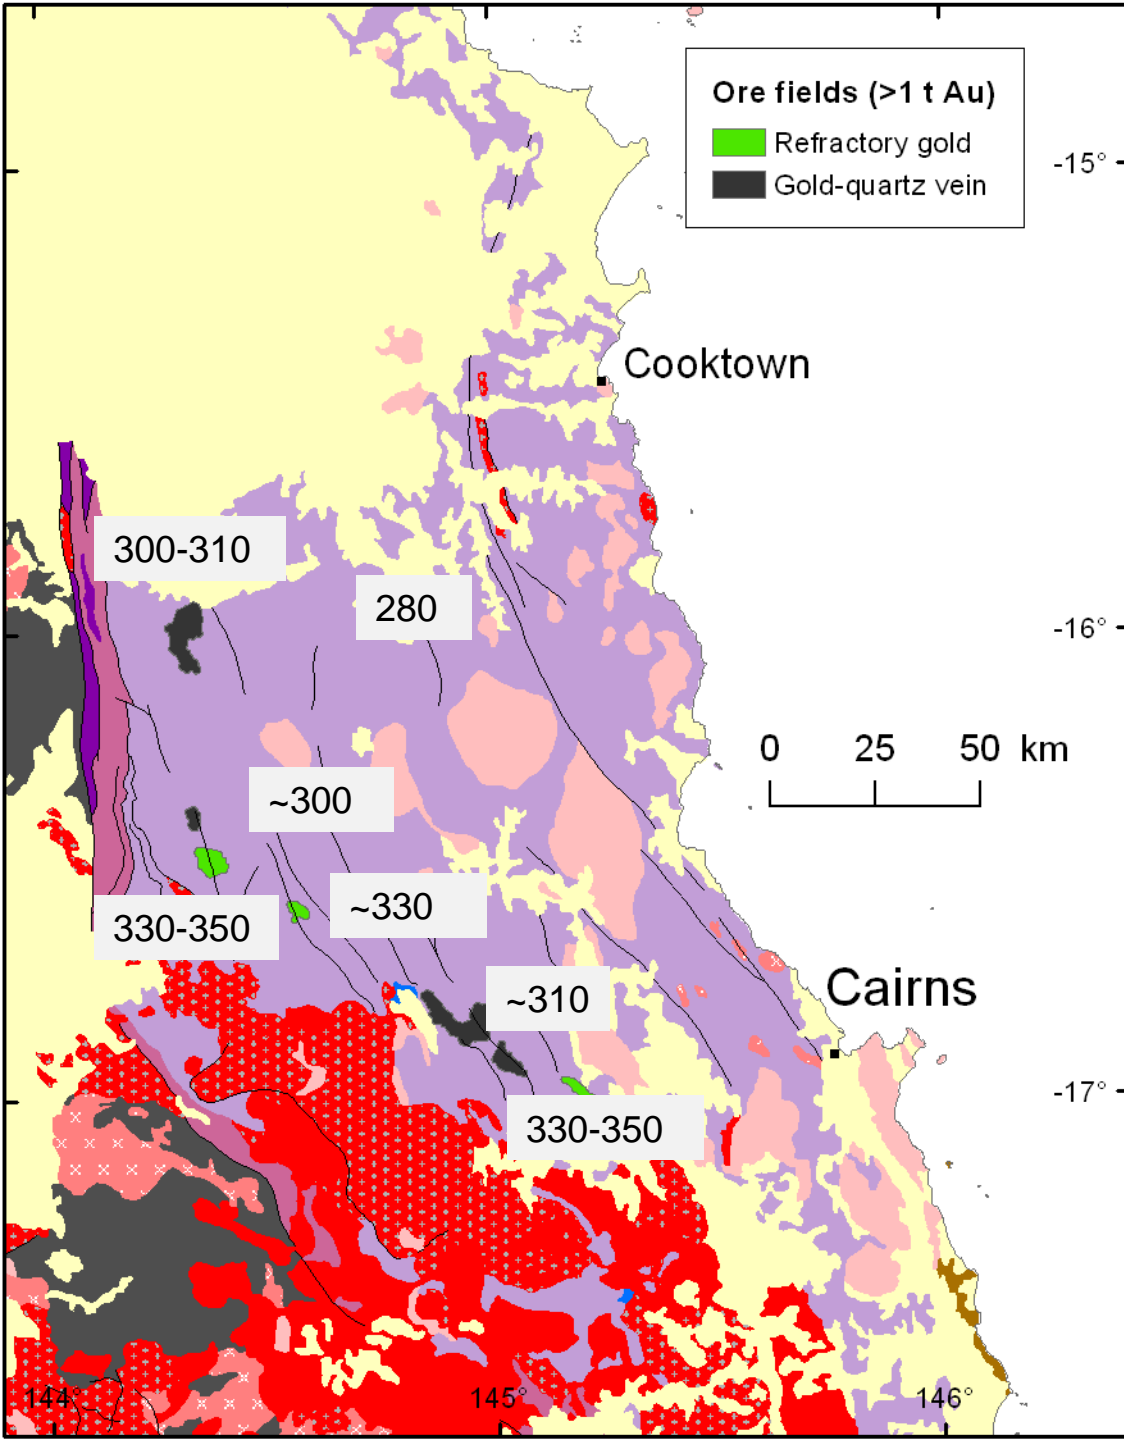 Ore fields (>1 t Au)
Refractory gold
Gold-quartz vein
-15°
Cooktown
300-310
280
-16°
0 25 50 km
~300
~330
330-350
~310
Cairns
-17°
330-350
144° 145° 146°